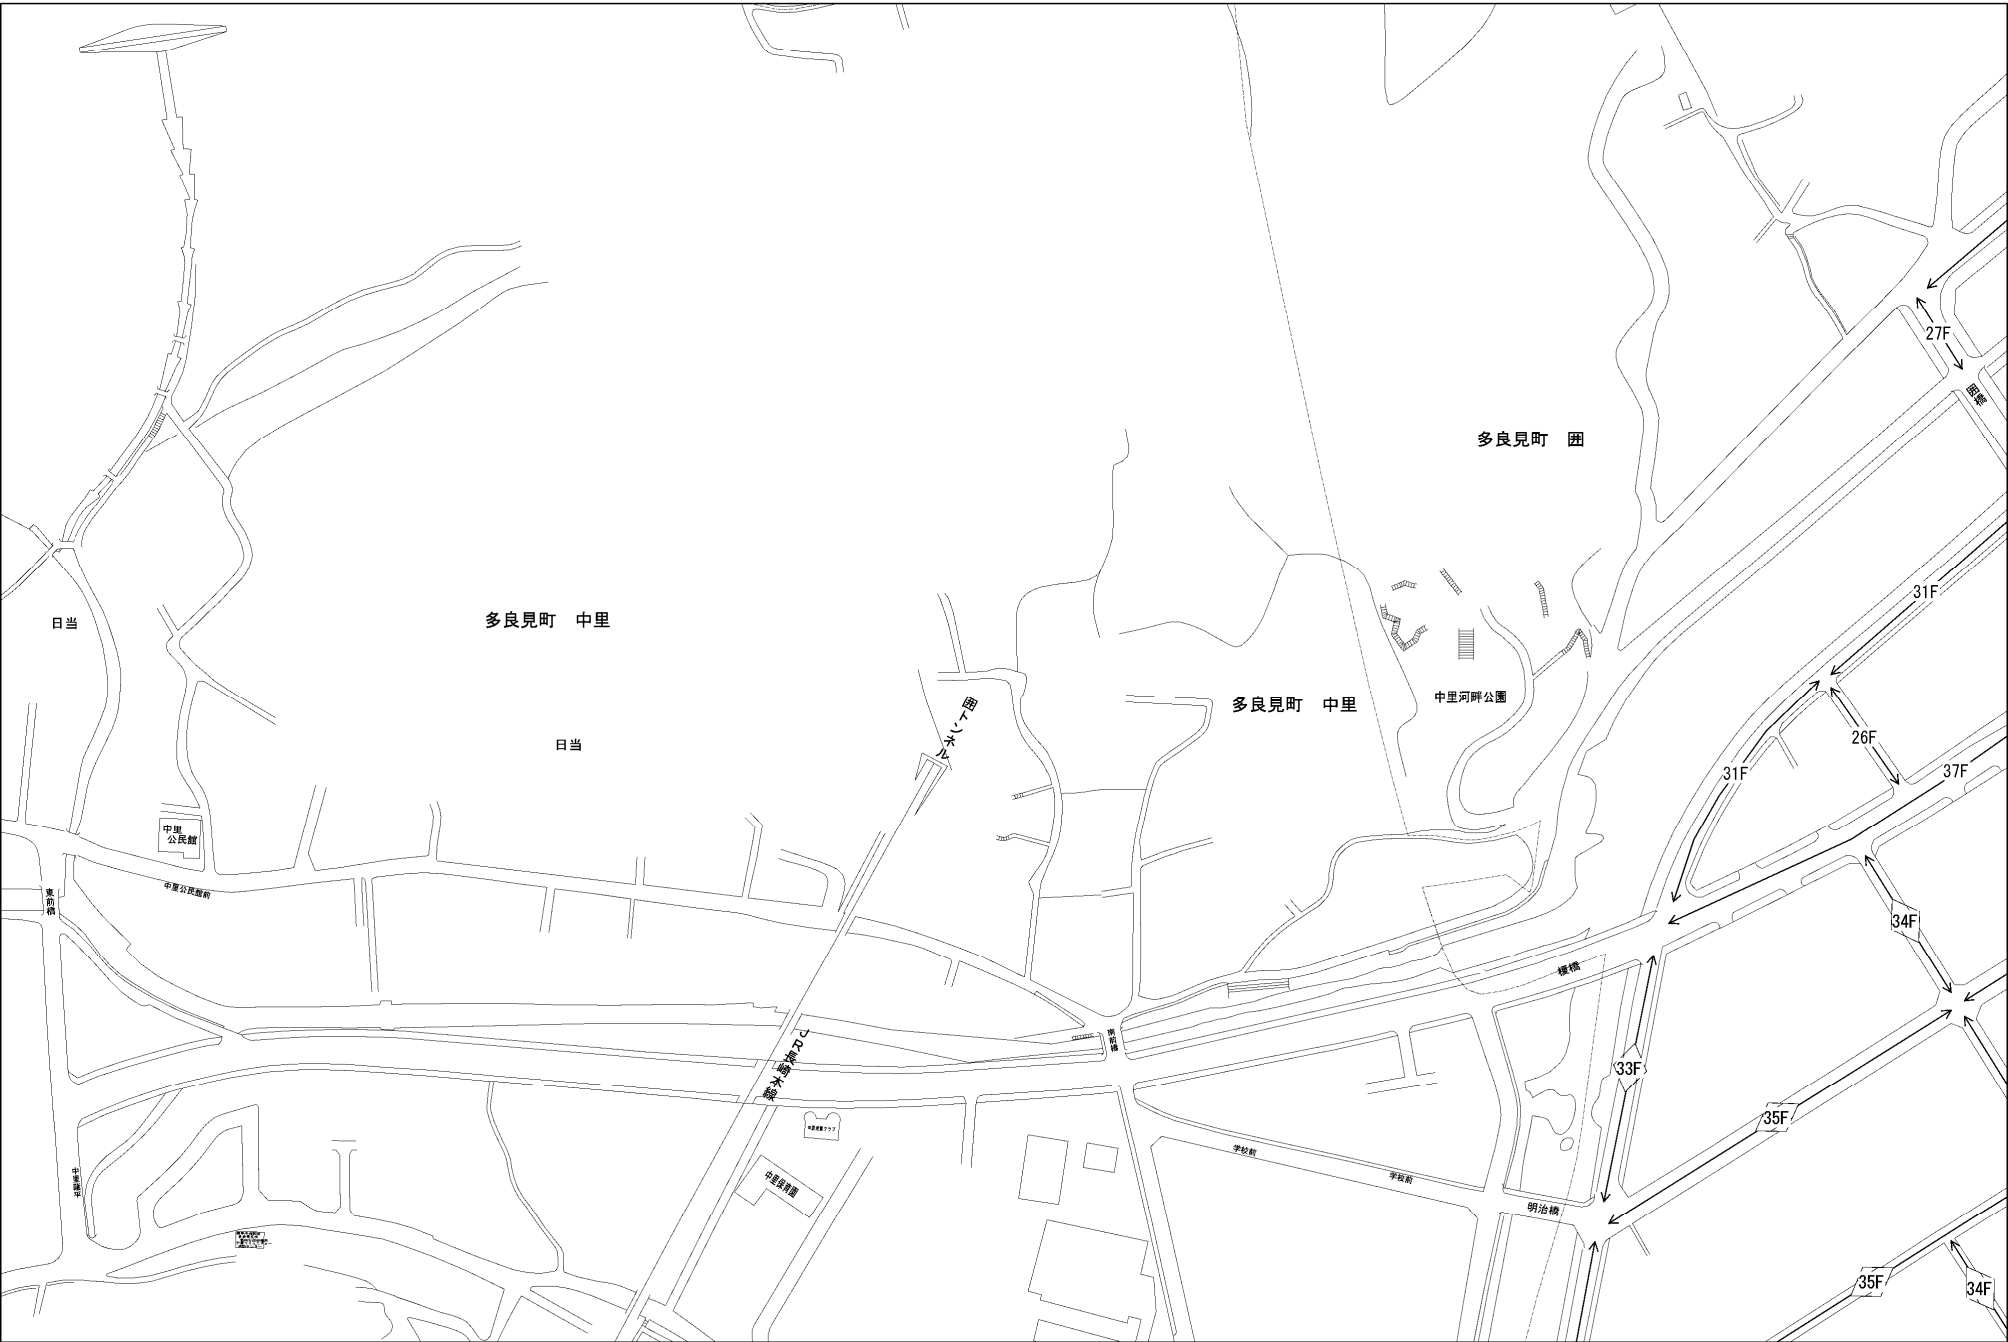 27F
囲橋
多良見町　囲
31F
日当
多良見町　中里
中里河畔公園
多良見町　中里
囲トンネル
日当
26F
31F
37F
中里
公民館
中里公民館前
東前橋
34F
榎橋
南前橋
JR長崎本線
33F
35F
学校前
学校前
中里保育園
明治橋
35F
34F